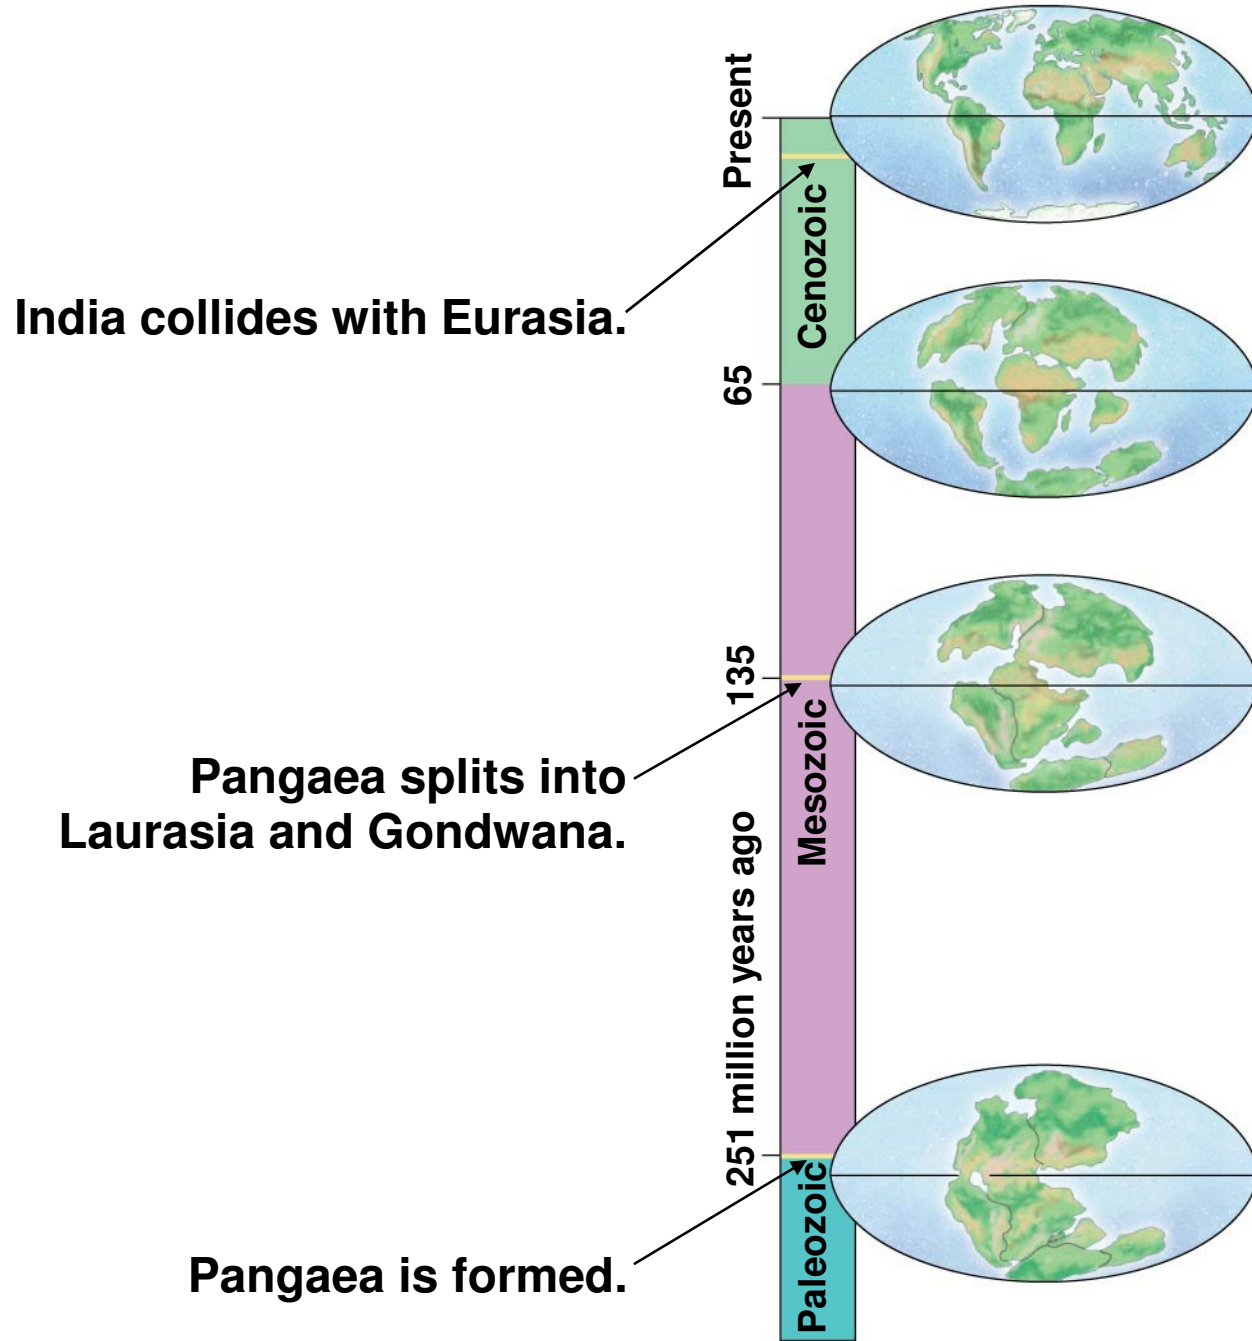 Present
Cenozoic
India collides with Eurasia.
65
135
Mesozoic
Pangaea splits into
Laurasia and Gondwana.
251 million years ago
Paleozoic
Pangaea is formed.